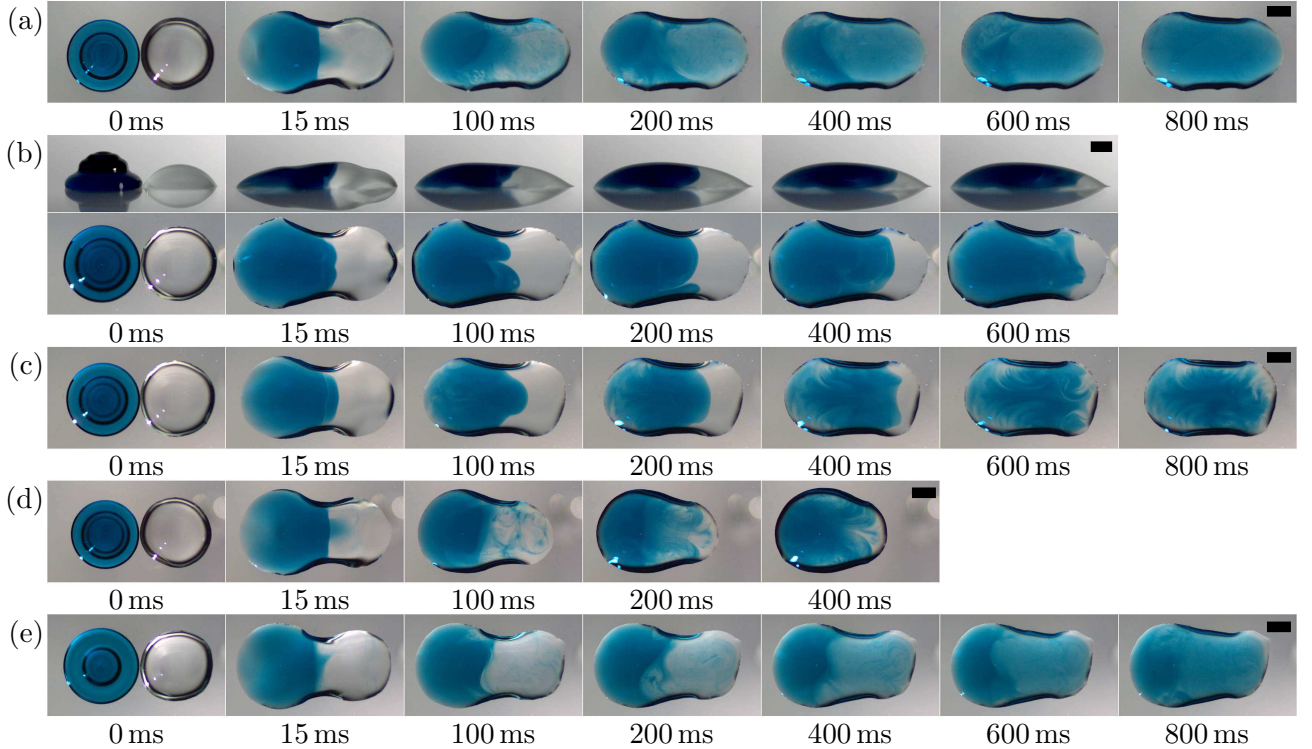 (a)
0 ms 15 ms 100 ms 200 ms 400 ms 600 ms 800 ms
(b)
0 ms 15 ms 100 ms 200 ms 400 ms 600 ms
(c)
0 ms 15 ms 100 ms 200 ms 400 ms 600 ms 800 ms
(d)
0 ms 15 ms 100 ms 200 ms 400 ms
(e)
0 ms 15 ms 100 ms 200 ms 400 ms 600 ms 800 ms